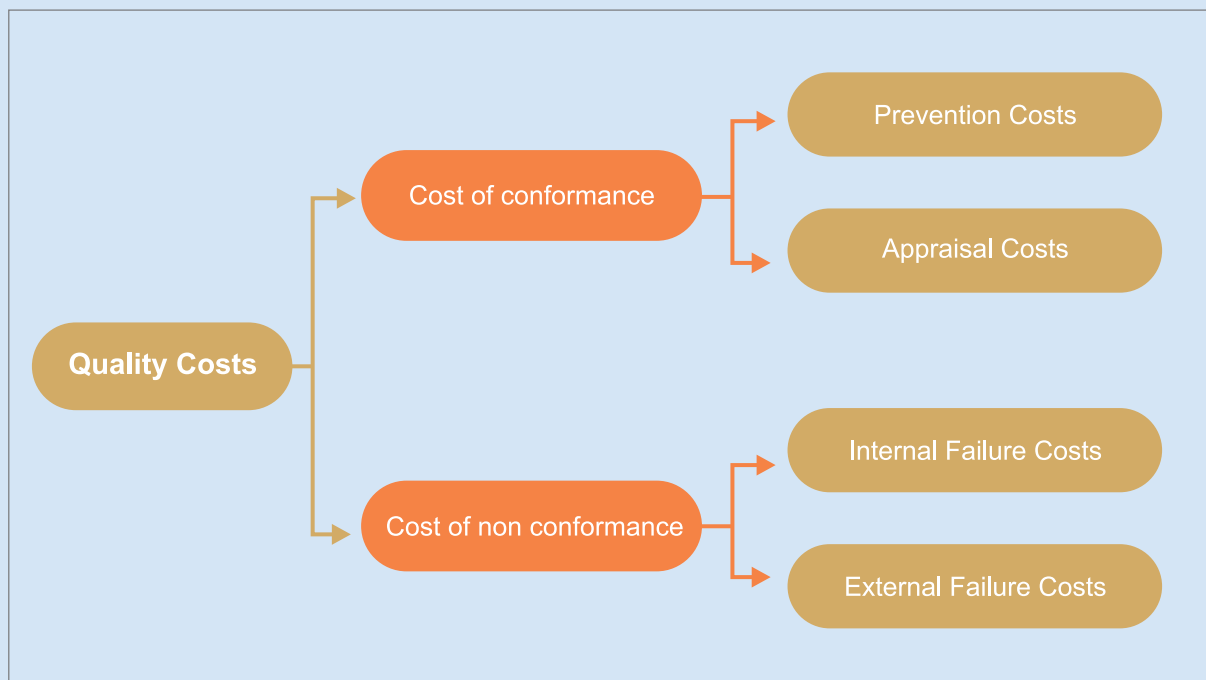 Quality Costs
Cost of conformance
Prevention Costs
Appraisal Costs
Cost of non conformance
Internal Failure Costs
External Failure Costs